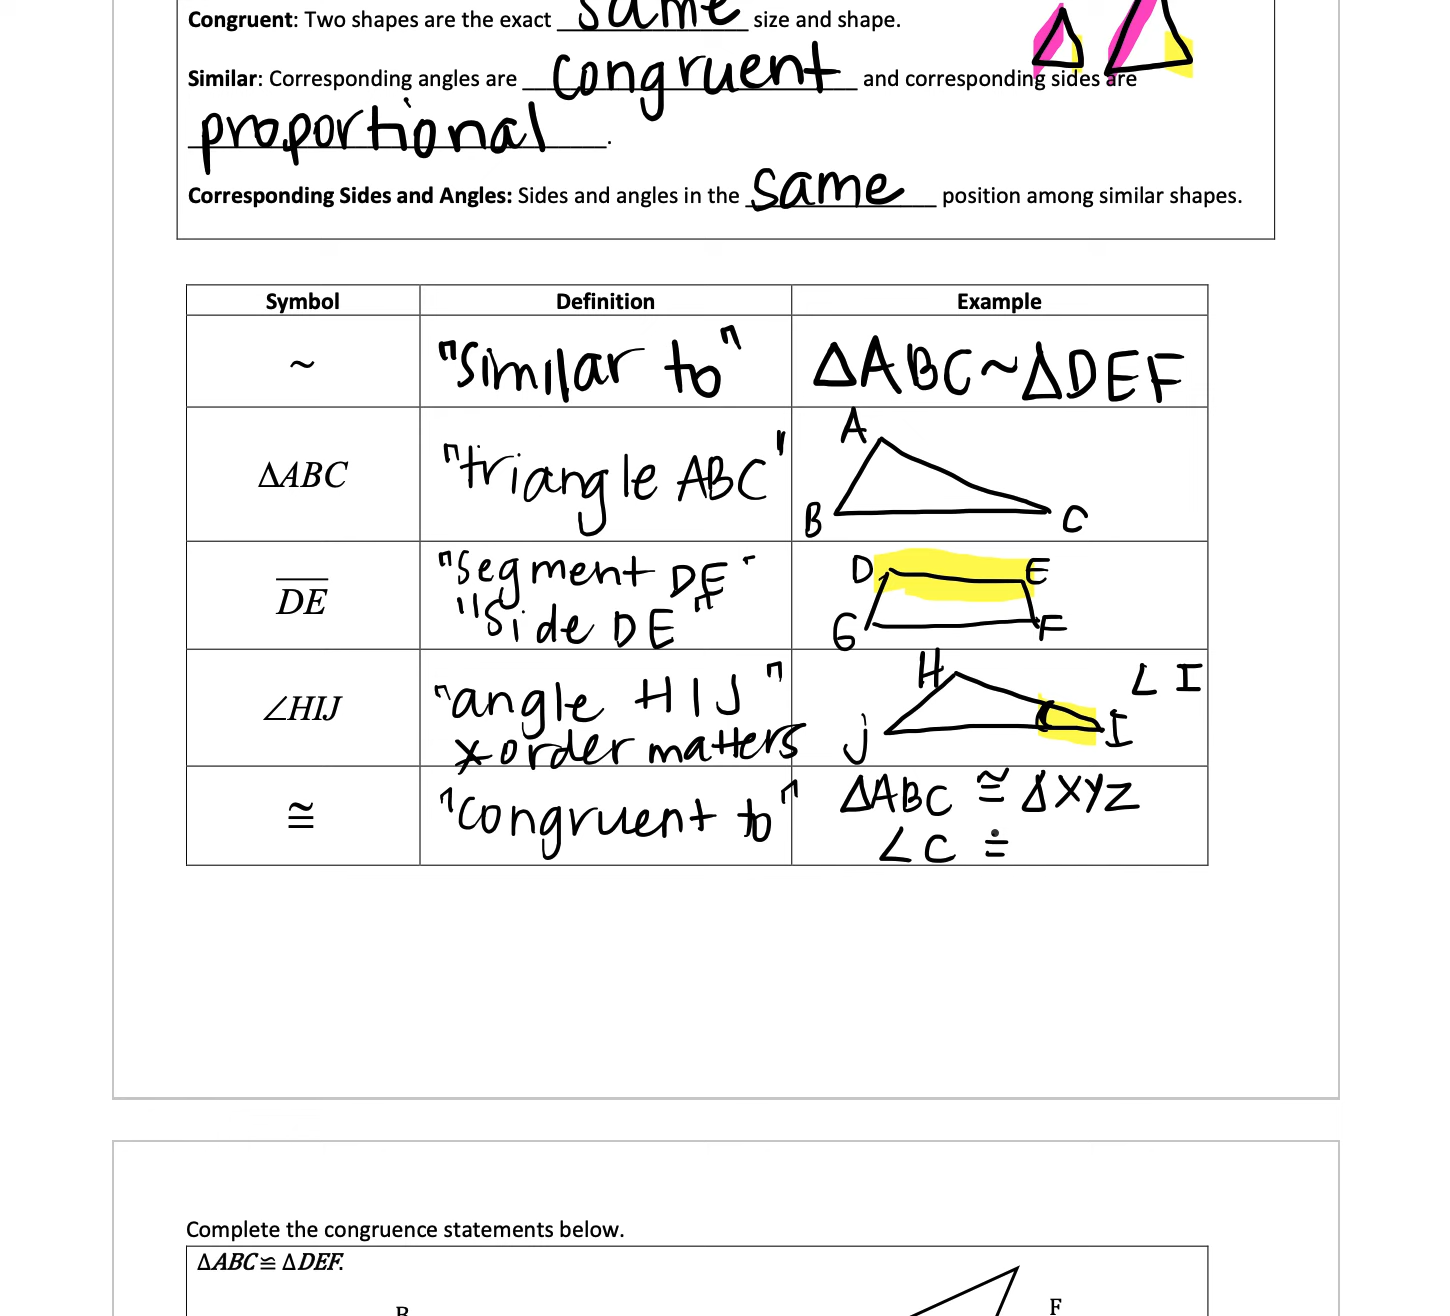 Congruent: Two shapes are the exact same size and shape.
Similar: Corresponding angles are congruent and corresponding sides are
proportional.
Corresponding Sides and Angles: Sides and angles in the same position among similar shapes.
Symbol Definition Example
~ "similar to" ΔABC~ΔDEF
ΔABC "triangle ABC" A B C
D̅E̅ "segment DE" D E
"side DE" G F
∠HIJ "angle HIJ" H ∠I
*order matters J I
≅ "congruent to" ΔABC ≅ ΔXYZ
∠C
Complete the congruence statements below.
ΔABC ≅ ΔDEF.
B F